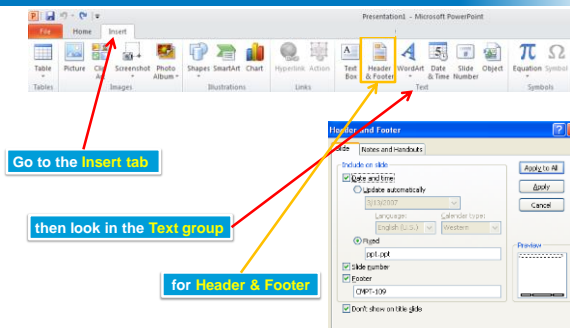 Presentation1 - Microsoft PowerPoint
File Home Insert
Table Picture Screenshot Photo Album Shapes SmartArt Chart Hyperlink Action Text Box Header & Footer WordArt Date & Time Slide Number Object Equation Symbol
Tables Images Illustrations Links Text Symbols
Go to the Insert tab
then look in the Text group
for Header & Footer
Header and Footer
Slide Notes and Handouts
Include on slide
Date and time
Update automatically
3/13/2007
Language: Calendar type:
English (U.S.) Western
Fixed
ppt.ppt
Slide number
Footer
CMPT-109
Don't show on title slide
Apply to All
Apply
Cancel
Preview